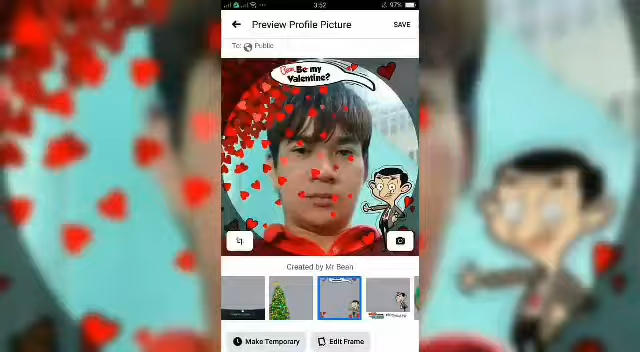 3:52
97%
Preview Profile Picture
SAVE
To: Public
Be my
Valentine?
Created by Mr Bean
Make Temporary
Edit Frame